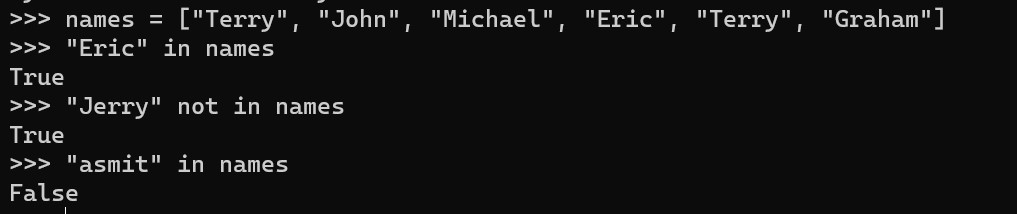 >>> names = ["Terry", "John", "Michael", "Eric", "Terry", "Graham"]
>>> "Eric" in names
True
>>> "Jerry" not in names
True
>>> "asmit" in names
False